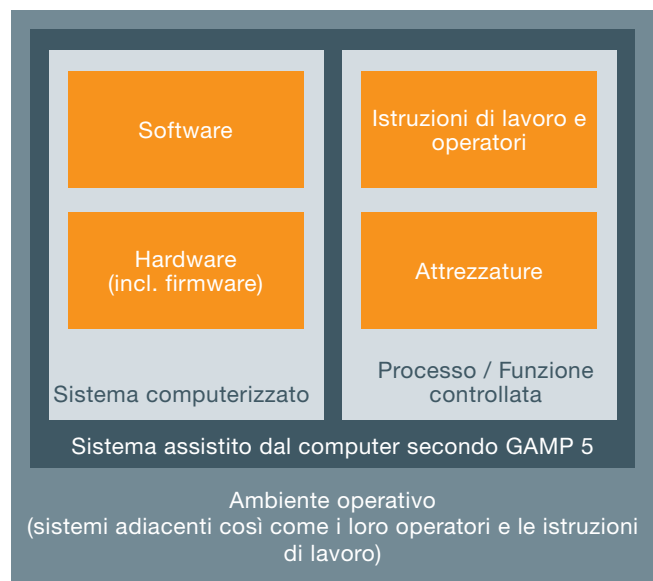 Software
Hardware
(incl. firmware)
Sistema computerizzato
Istruzioni di lavoro e
operatori
Attrezzature
Processo / Funzione
controllata
Sistema assistito dal computer secondo GAMP 5
Ambiente operativo
(sistemi adiacenti così come i loro operatori e le istruzioni
di lavoro)